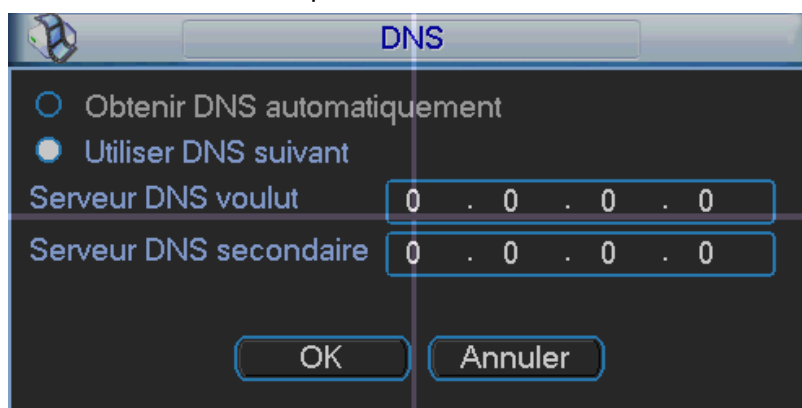 DNS
Obtenir DNS automatiquement
Utiliser DNS suivant
Serveur DNS voulut 0 . 0 . 0 . 0
Serveur DNS secondaire 0 . 0 . 0 . 0
OK Annuler